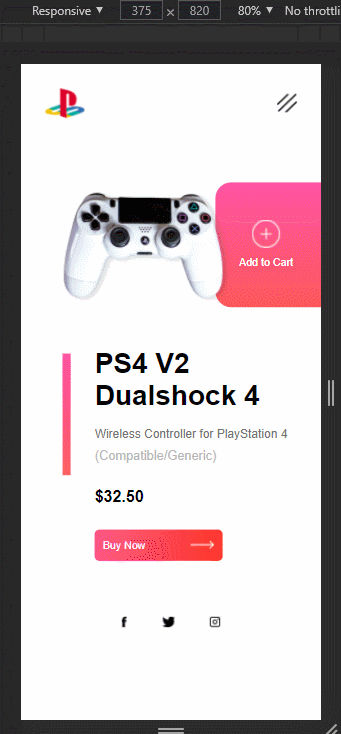 Responsive ▼ 375 × 820 80% ▼ No throttli
Add to Cart
PS4 V2
Dualshock 4
Wireless Controller for PlayStation 4
(Compatible/Generic)
$32.50
Buy Now